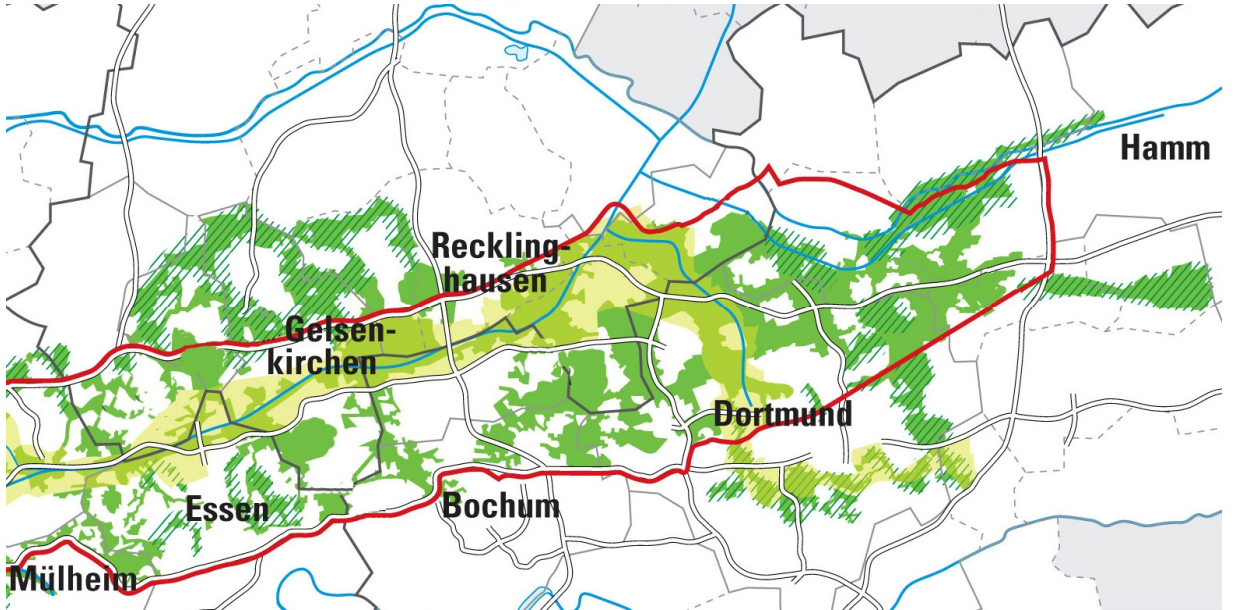 Hamm
Reckling-
hausen
Gelsen-
kirchen
Dortmund
Essen
Bochum
Mülheim